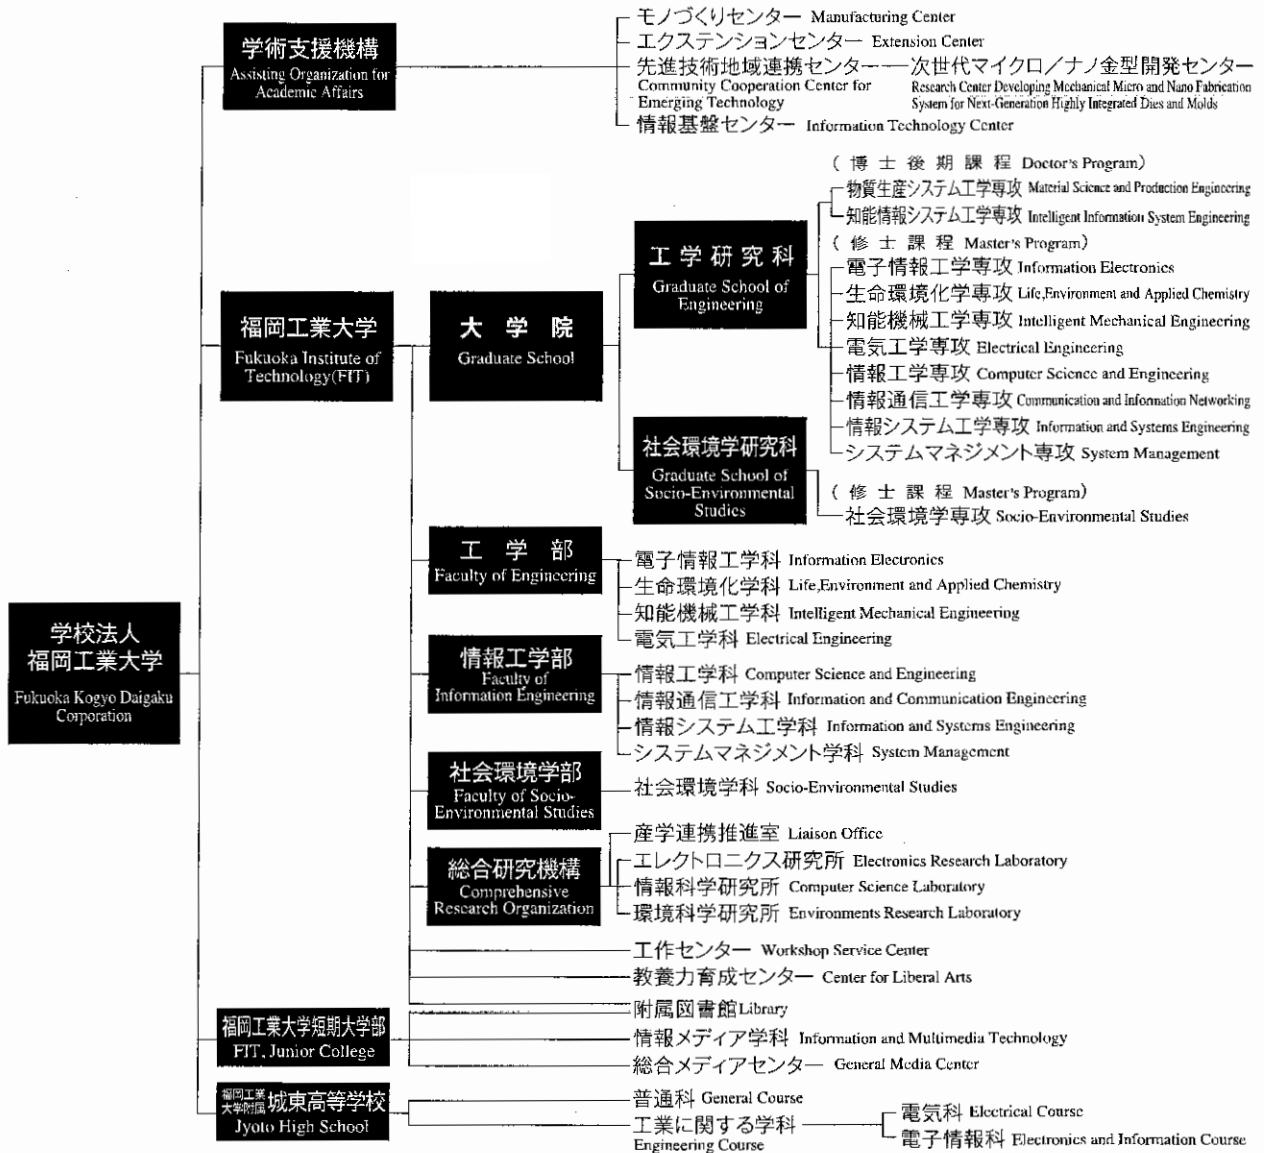 学術支援機構
Assisting Organization for
Academic Affairs
モノづくりセンター Manufacturing Center
エクステンションセンター Extension Center
先進技術地域連携センター
Community Cooperation Center for
Emerging Technology
次世代マイクロ／ナノ金型開発センター
Research Center Developing Mechanical Micro and Nano Fabrication
System for Next-Generation Highly Integrated Dies and Molds
情報基盤センター Information Technology Center
学校法人
福岡工業大学
Fukuoka Kogyo Daigaku
Corporation
福岡工業大学
Fukuoka Institute of
Technology(FIT)
大学院
Graduate School
工学研究科
Graduate School of
Engineering
(博士後期課程 Doctor's Program)
物質生産システム工学専攻 Material Science and Production Engineering
知能情報システム工学専攻 Intelligent Information System Engineering
(修士課程 Master's Program)
電子情報工学専攻 Information Electronics
生命環境化学専攻 Life,Environment and Applied Chemistry
知能機械工学専攻 Intelligent Mechanical Engineering
電気工学専攻 Electrical Engineering
情報工学専攻 Computer Science and Engineering
情報通信工学専攻 Communication and Information Networking
情報システム工学専攻 Information and Systems Engineering
システムマネジメント専攻 System Management
社会環境学研究科
Graduate School of
Socio-Environmental
Studies
(修士課程 Master's Program)
社会環境学専攻 Socio-Environmental Studies
工学部
Faculty of Engineering
電子情報工学科 Information Electronics
生命環境化学科 Life,Environment and Applied Chemistry
知能機械工学科 Intelligent Mechanical Engineering
電気工学科 Electrical Engineering
情報工学部
Faculty of
Information Engineering
情報工学科 Computer Science and Engineering
情報通信工学科 Information and Communication Engineering
情報システム工学科 Information and Systems Engineering
システムマネジメント学科 System Management
社会環境学部
Faculty of Socio-
Environmental Studies
社会環境学科 Socio-Environmental Studies
総合研究機構
Comprehensive
Research Organization
産学連携推進室 Liaison Office
エレクトロニクス研究所 Electronics Research Laboratory
情報科学研究所 Computer Science Laboratory
環境科学研究所 Environments Research Laboratory
工作センター Workshop Service Center
教養力育成センター Center for Liberal Arts
附属図書館 Library
福岡工業大学短期大学部
FIT, Junior College
情報メディア学科 Information and Multimedia Technology
総合メディアセンター General Media Center
福岡工業大学附属 城東高等学校
Jyoto High School
普通科 General Course
工業に関する学科
Engineering Course
電気科 Electrical Course
電子情報科 Electronics and Information Course